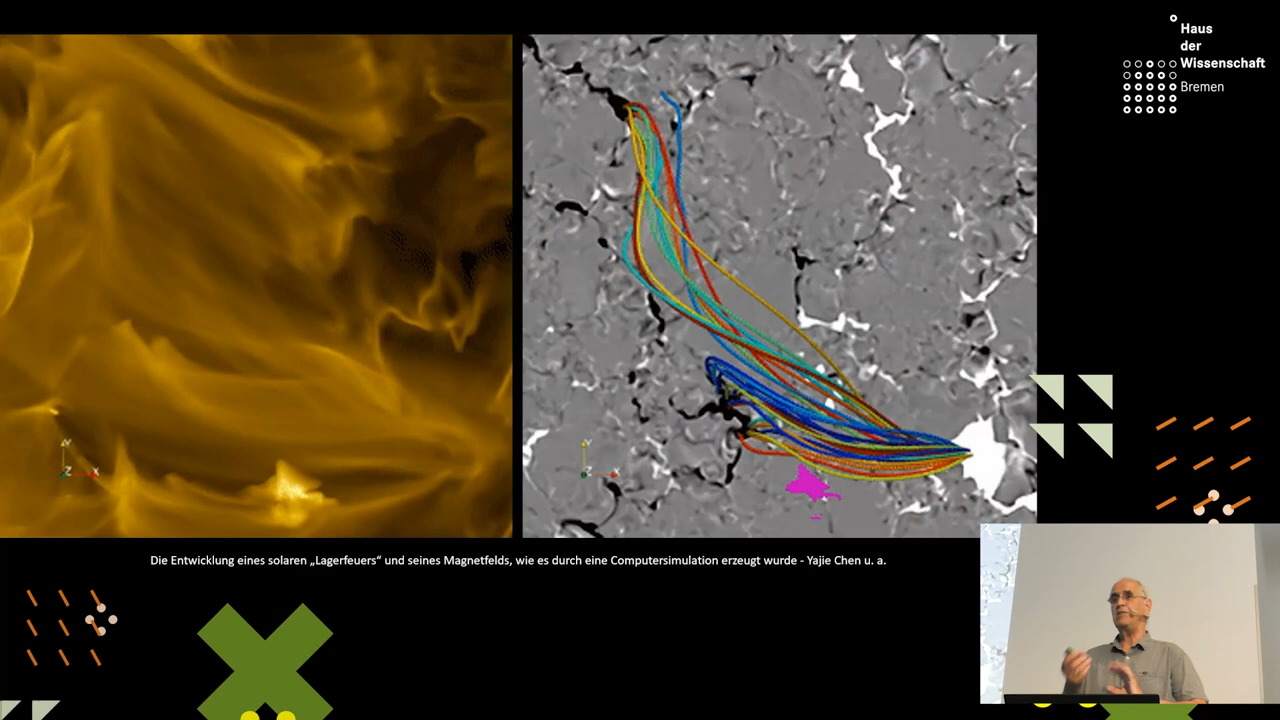 Haus
der
Wissenschaft
Bremen
Y
Z
X
Y
Z
X
Die Entwicklung eines solaren „Lagerfeuers“ und seines Magnetfelds, wie es durch eine Computersimulation erzeugt wurde - Yajie Chen u. a.